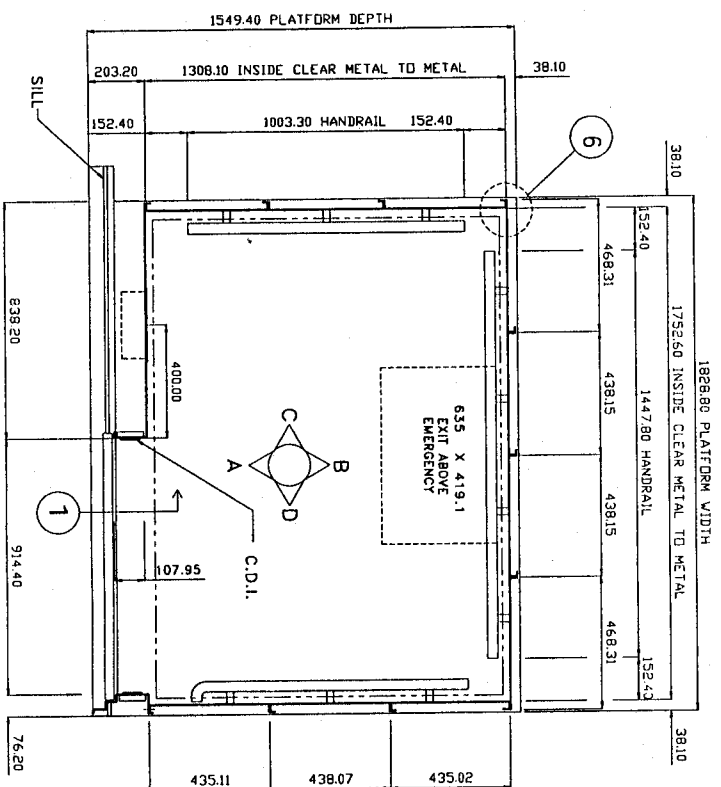 1549.40 PLATFORM DEPTH
203.20
1308.10 INSIDE CLEAR METAL TO METAL
38.10
152.40
1003.30 HANDRAIL
152.40
SILL
6
38.10
1828.80 PLATFORM WIDTH
38.10
1752.60 INSIDE CLEAR METAL TO METAL
152.40
1447.80 HANDRAIL
152.40
468.31
438.15
438.15
468.31
635 X 419.1
EXIT ABOVE
EMERGENCY
400.00
C
A
B
D
C.D.I.
1
107.95
838.20
914.40
76.20
435.11
438.07
435.02